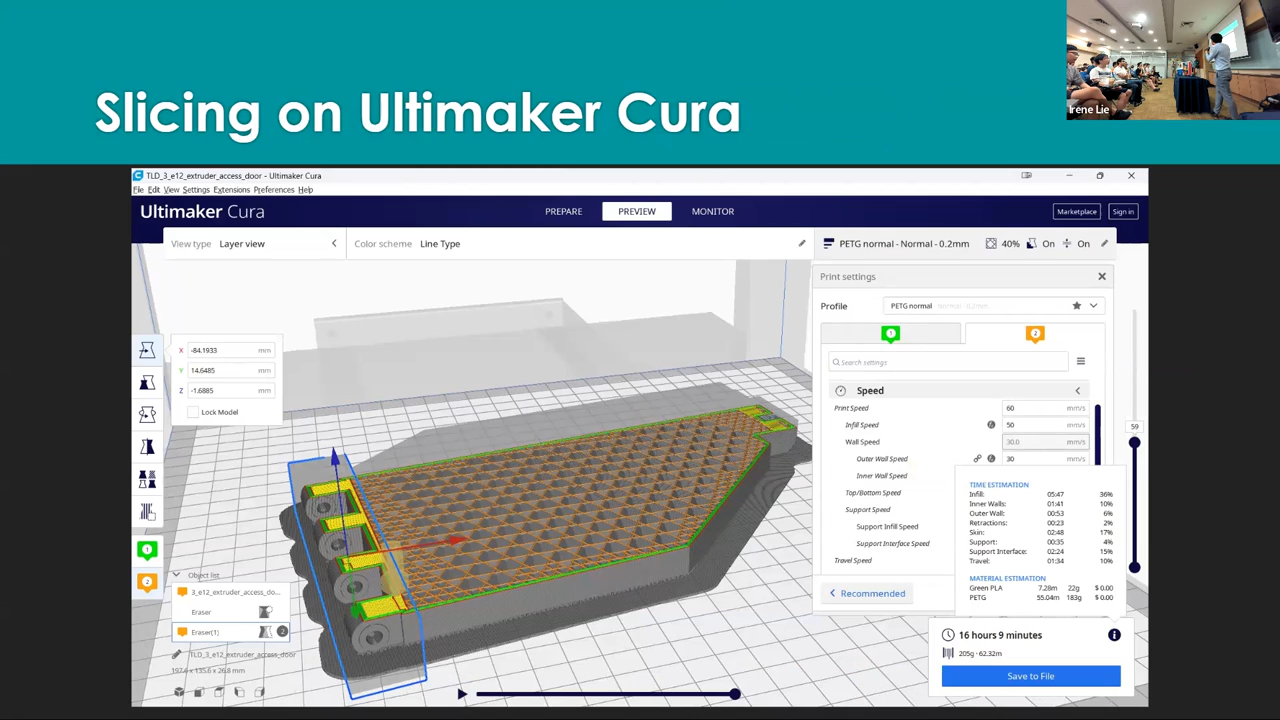 Slicing on Ultimaker Cura
Irene Lie
TLD_3_e12_extruder_access_door - Ultimaker Cura
File Edit View Settings Extensions Preferences Help
Ultimaker Cura
PREPARE PREVIEW MONITOR
Marketplace Sign in
View type Layer view
Color scheme Line Type
PETG normal - Normal - 0.2mm 40% On On
Print settings
Profile PETG normal Normal - 0.2mm
1 2
Search settings
X -84.1933 mm
Y 14.6485 mm
Z -1.6885 mm
Lock Model
Speed
Print Speed 60 mm/s
Infill Speed 50 mm/s
Wall Speed 30.0 mm/s
Outer Wall Speed 30 mm/s
Inner Wall Speed
Top/Bottom Speed
Support Speed
Support Infill Speed
Support Interface Speed
Travel Speed
59
TIME ESTIMATION
Infill: 05:47 36%
Inner Walls: 01:41 10%
Outer Wall: 00:53 6%
Retractions: 00:23 2%
Skin: 02:48 17%
Support: 00:35 4%
Support Interface: 02:24 15%
Travel: 01:34 10%
MATERIAL ESTIMATION
Green PLA 7.28m 22g $ 0.00
PETG 55.04m 183g $ 0.00
Recommended
1
2
Object list
3_e12_extruder_access_do...
Eraser
Eraser(1) 2
TLD_3_e12_extruder_access_door
197.6 x 135.6 x 26.8 mm
16 hours 9 minutes
205g · 62.32m
Save to File